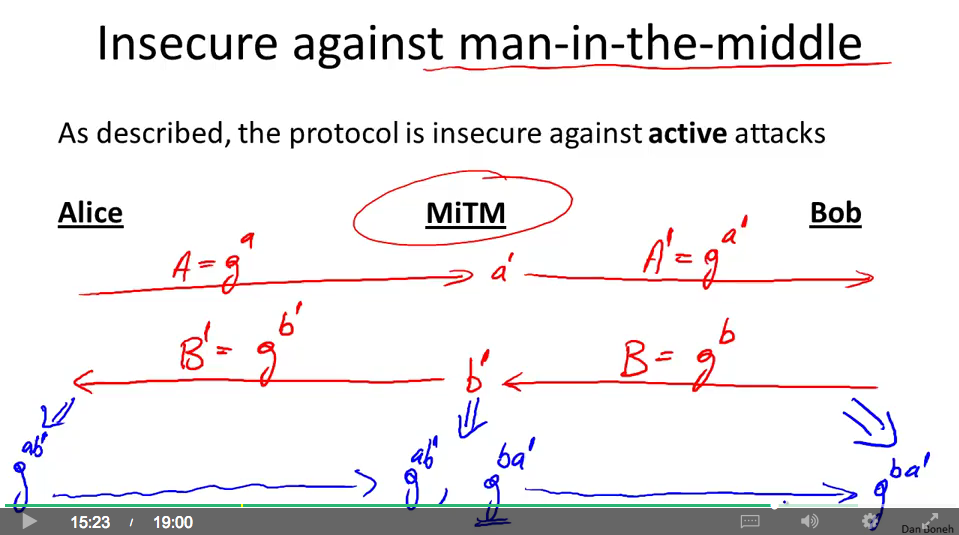 Insecure against man-in-the-middle
As described, the protocol is insecure against active attacks
Alice MiTM Bob
A = g^a a' A' = g^a'
B' = g^b' b' B = g^b
g^ab' g^ab', g^ba' g^ba'
15:23 / 19:00
Dan Boneh